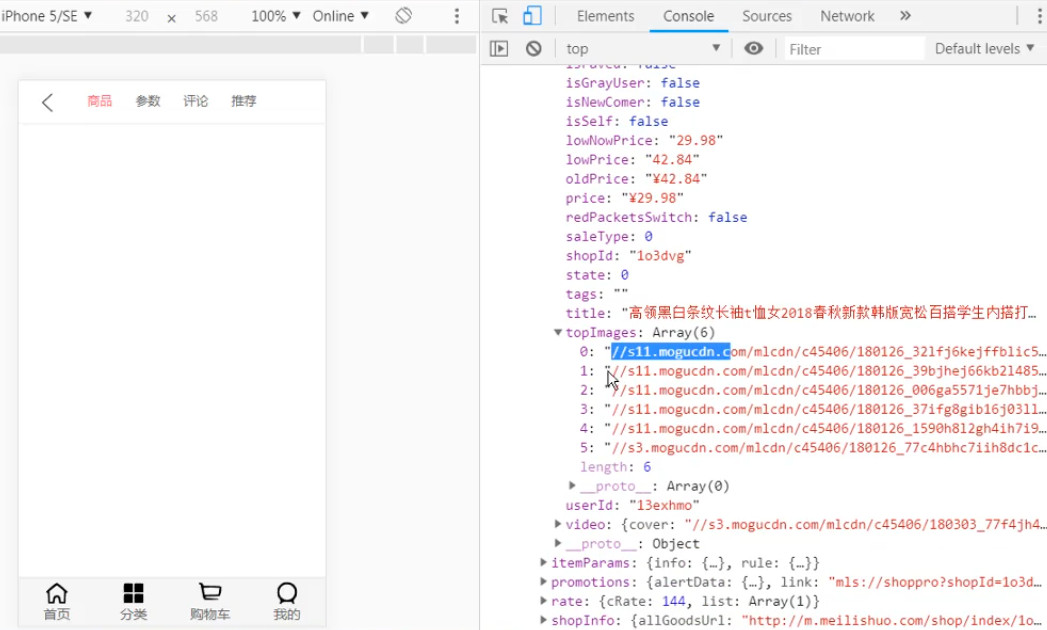 iPhone 5/SE ▼ 320 × 568 100% ▼ Online ▼
Elements Console Sources Network »
top ▼ Filter Default levels ▼
商品 参数 评论 推荐
首页 分类 购物车 我的
isFaved: false
isGrayUser: false
isNewComer: false
isSelf: false
lowNowPrice: "29.98"
lowPrice: "42.84"
oldPrice: "¥42.84"
price: "¥29.98"
redPacketsSwitch: false
saleType: 0
shopId: "1o3dvg"
state: 0
tags: ""
title: "高领黑白条纹长袖t恤女2018春秋新款韩版宽松百搭学生内搭打…
▼topImages: Array(6)
0: "//s11.mogucdn.com/mlcdn/c45406/180126_32lfj6kejffblic5…
1: "//s11.mogucdn.com/mlcdn/c45406/180126_39bjhej66kb2l485…
2: "//s11.mogucdn.com/mlcdn/c45406/180126_006ga5571je7hbbj…
3: "//s11.mogucdn.com/mlcdn/c45406/180126_37ifg8gib16j03ll…
4: "//s11.mogucdn.com/mlcdn/c45406/180126_1590h8l2gh4ih7i9…
5: "//s3.mogucdn.com/mlcdn/c45406/180126_77c4hbhc7iih8dc1c…
length: 6
▶__proto__: Array(0)
userId: "13exhmo"
▶video: {cover: "//s3.mogucdn.com/mlcdn/c45406/180303_77f4jh4…
▶__proto__: Object
▶itemParams: {info: {…}, rule: {…}}
▶promotions: {alertData: {…}, link: "mls://shoppro?shopId=1o3d…
▶rate: {cRate: 144, list: Array(1)}
▶shopInfo: {allGoodsUrl: "http://m.meilishuo.com/shop/index/1o…